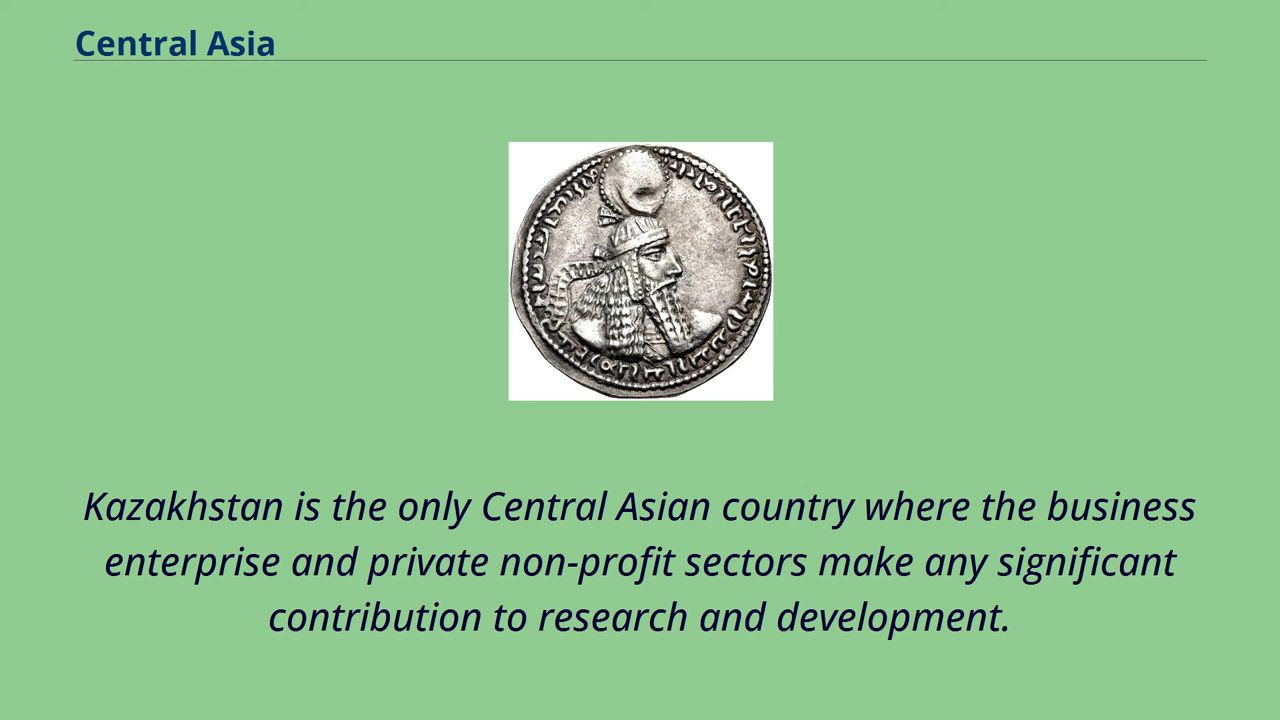 Central Asia
Kazakhstan is the only Central Asian country where the business
enterprise and private non-profit sectors make any significant
contribution to research and development.